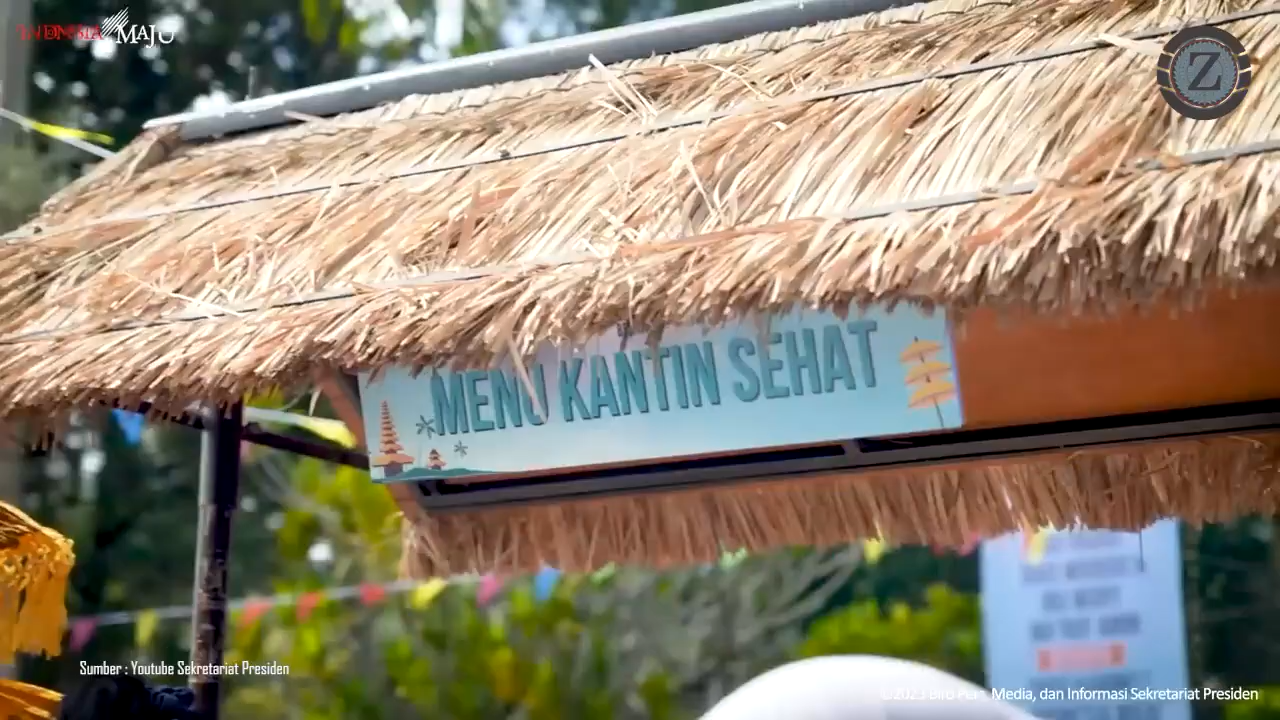 INDONESIA MAJU
Z
MENU KANTIN SEHAT
Sumber : Youtube Sekretariat Presiden
©2023 Biro Pers, Media, dan Informasi Sekretariat Presiden